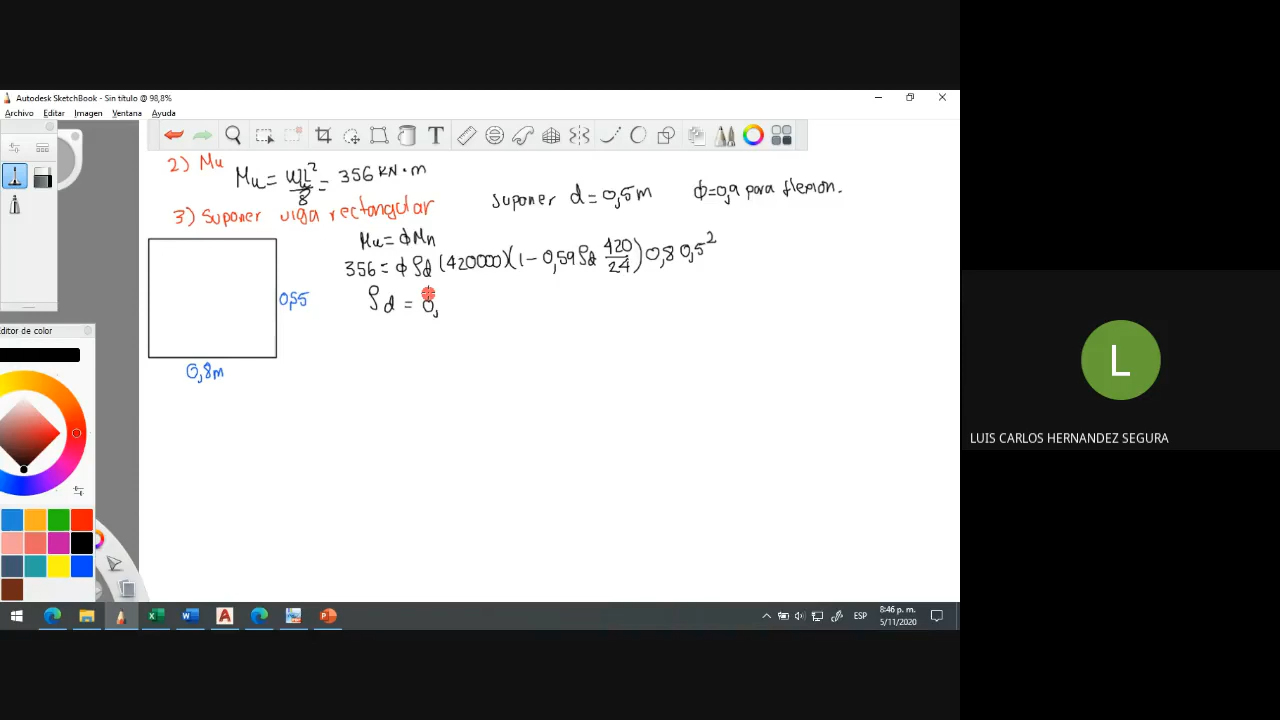 Autodesk SketchBook - Sin título @ 98,8%
Archivo Editar Imagen Ventana Ayuda
2) Mu
Mu = WuL²/8 = 356 KN·m
suponer d = 0,5m φ=0,9 para flexion.
3) Suponer viga rectangular
Mu = φMn
356 = φ ρd (420000)(1 - 0,59 ρd 420/24) 0,8 0,5²
0,55
ρd = 0,
0,8m
Editor de color
L
LUIS CARLOS HERNANDEZ SEGURA
ESP
8:46 p. m.
5/11/2020